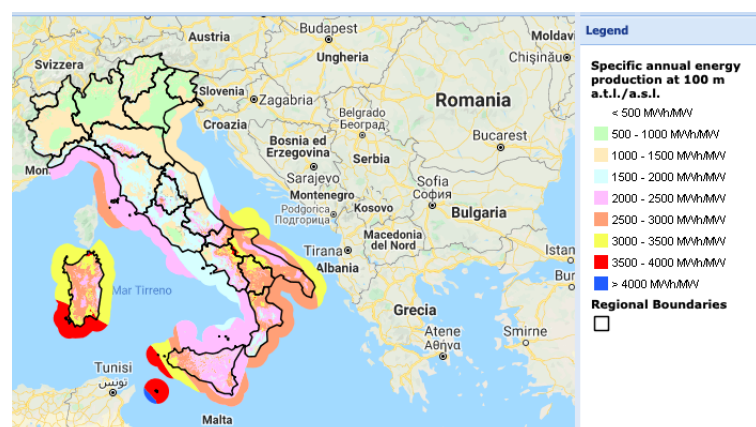 Budapest
Austria
Moldav
Ungheria
Chișinău
Svizzera
Slovenia
Zagabria
Romania
Croazia
Belgrado
Београд
Bucarest
Bosnia ed
Erzegovina
Serbia
Mon
Sarajevo
Montenegro
Sofia
София
Podgorica
Подгорица
Kosovo
Bulgaria
Macedonia
del Nord
Tirana
Istan
Albania
Bur
Mar Tirreno
Grecia
Atene
Αθήνα
Smirne
Tunisi
تونس
Malta
Legend
Specific annual energy
production at 100 m
a.t.l./a.s.l.
< 500 MWh/MW
500 - 1000 MWh/MW
1000 - 1500 MWh/MW
1500 - 2000 MWh/MW
2000 - 2500 MWh/MW
2500 - 3000 MWh/MW
3000 - 3500 MWh/MW
3500 - 4000 MWh/MW
> 4000 MWh/MW
Regional Boundaries